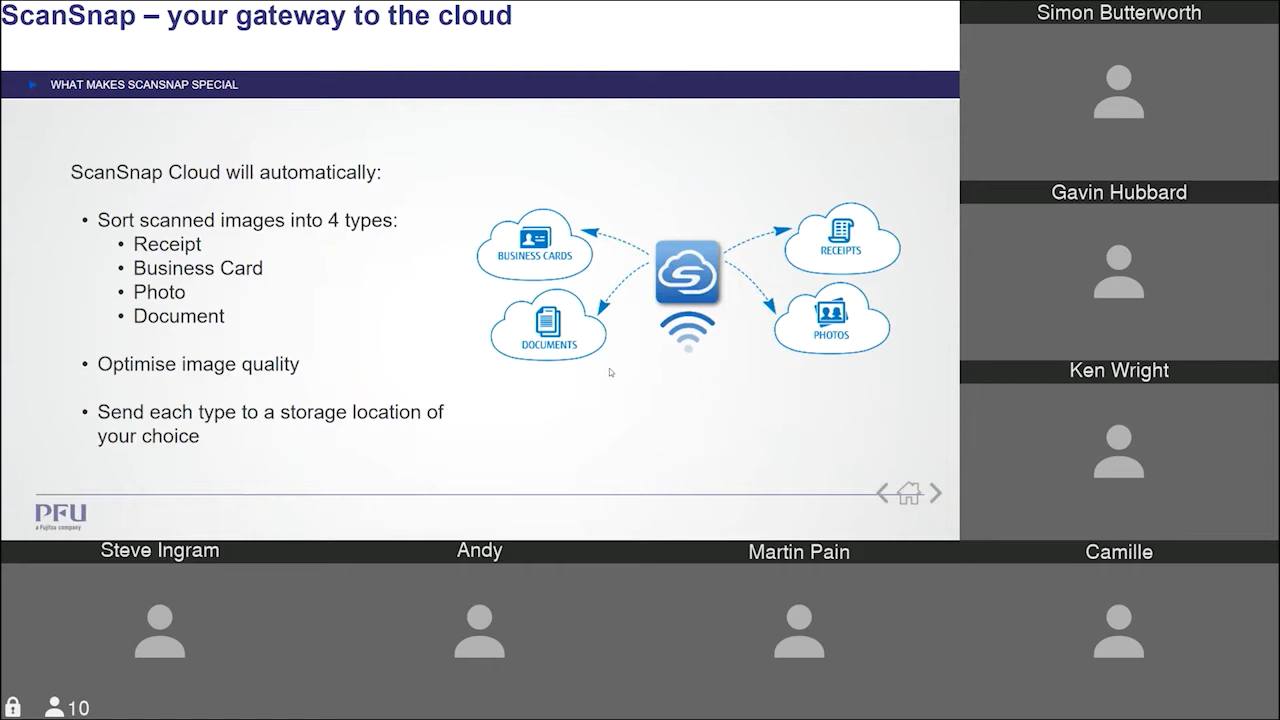 ScanSnap – your gateway to the cloud
WHAT MAKES SCANSNAP SPECIAL
ScanSnap Cloud will automatically:
• Sort scanned images into 4 types:
• Receipt
• Business Card
• Photo
• Document
• Optimise image quality
• Send each type to a storage location of
your choice
BUSINESS CARDS
DOCUMENTS
S
RECEIPTS
PHOTOS
PFU
a Fujitsu company
Simon Butterworth
Gavin Hubbard
Ken Wright
Steve Ingram
Andy
Martin Pain
Camille
10